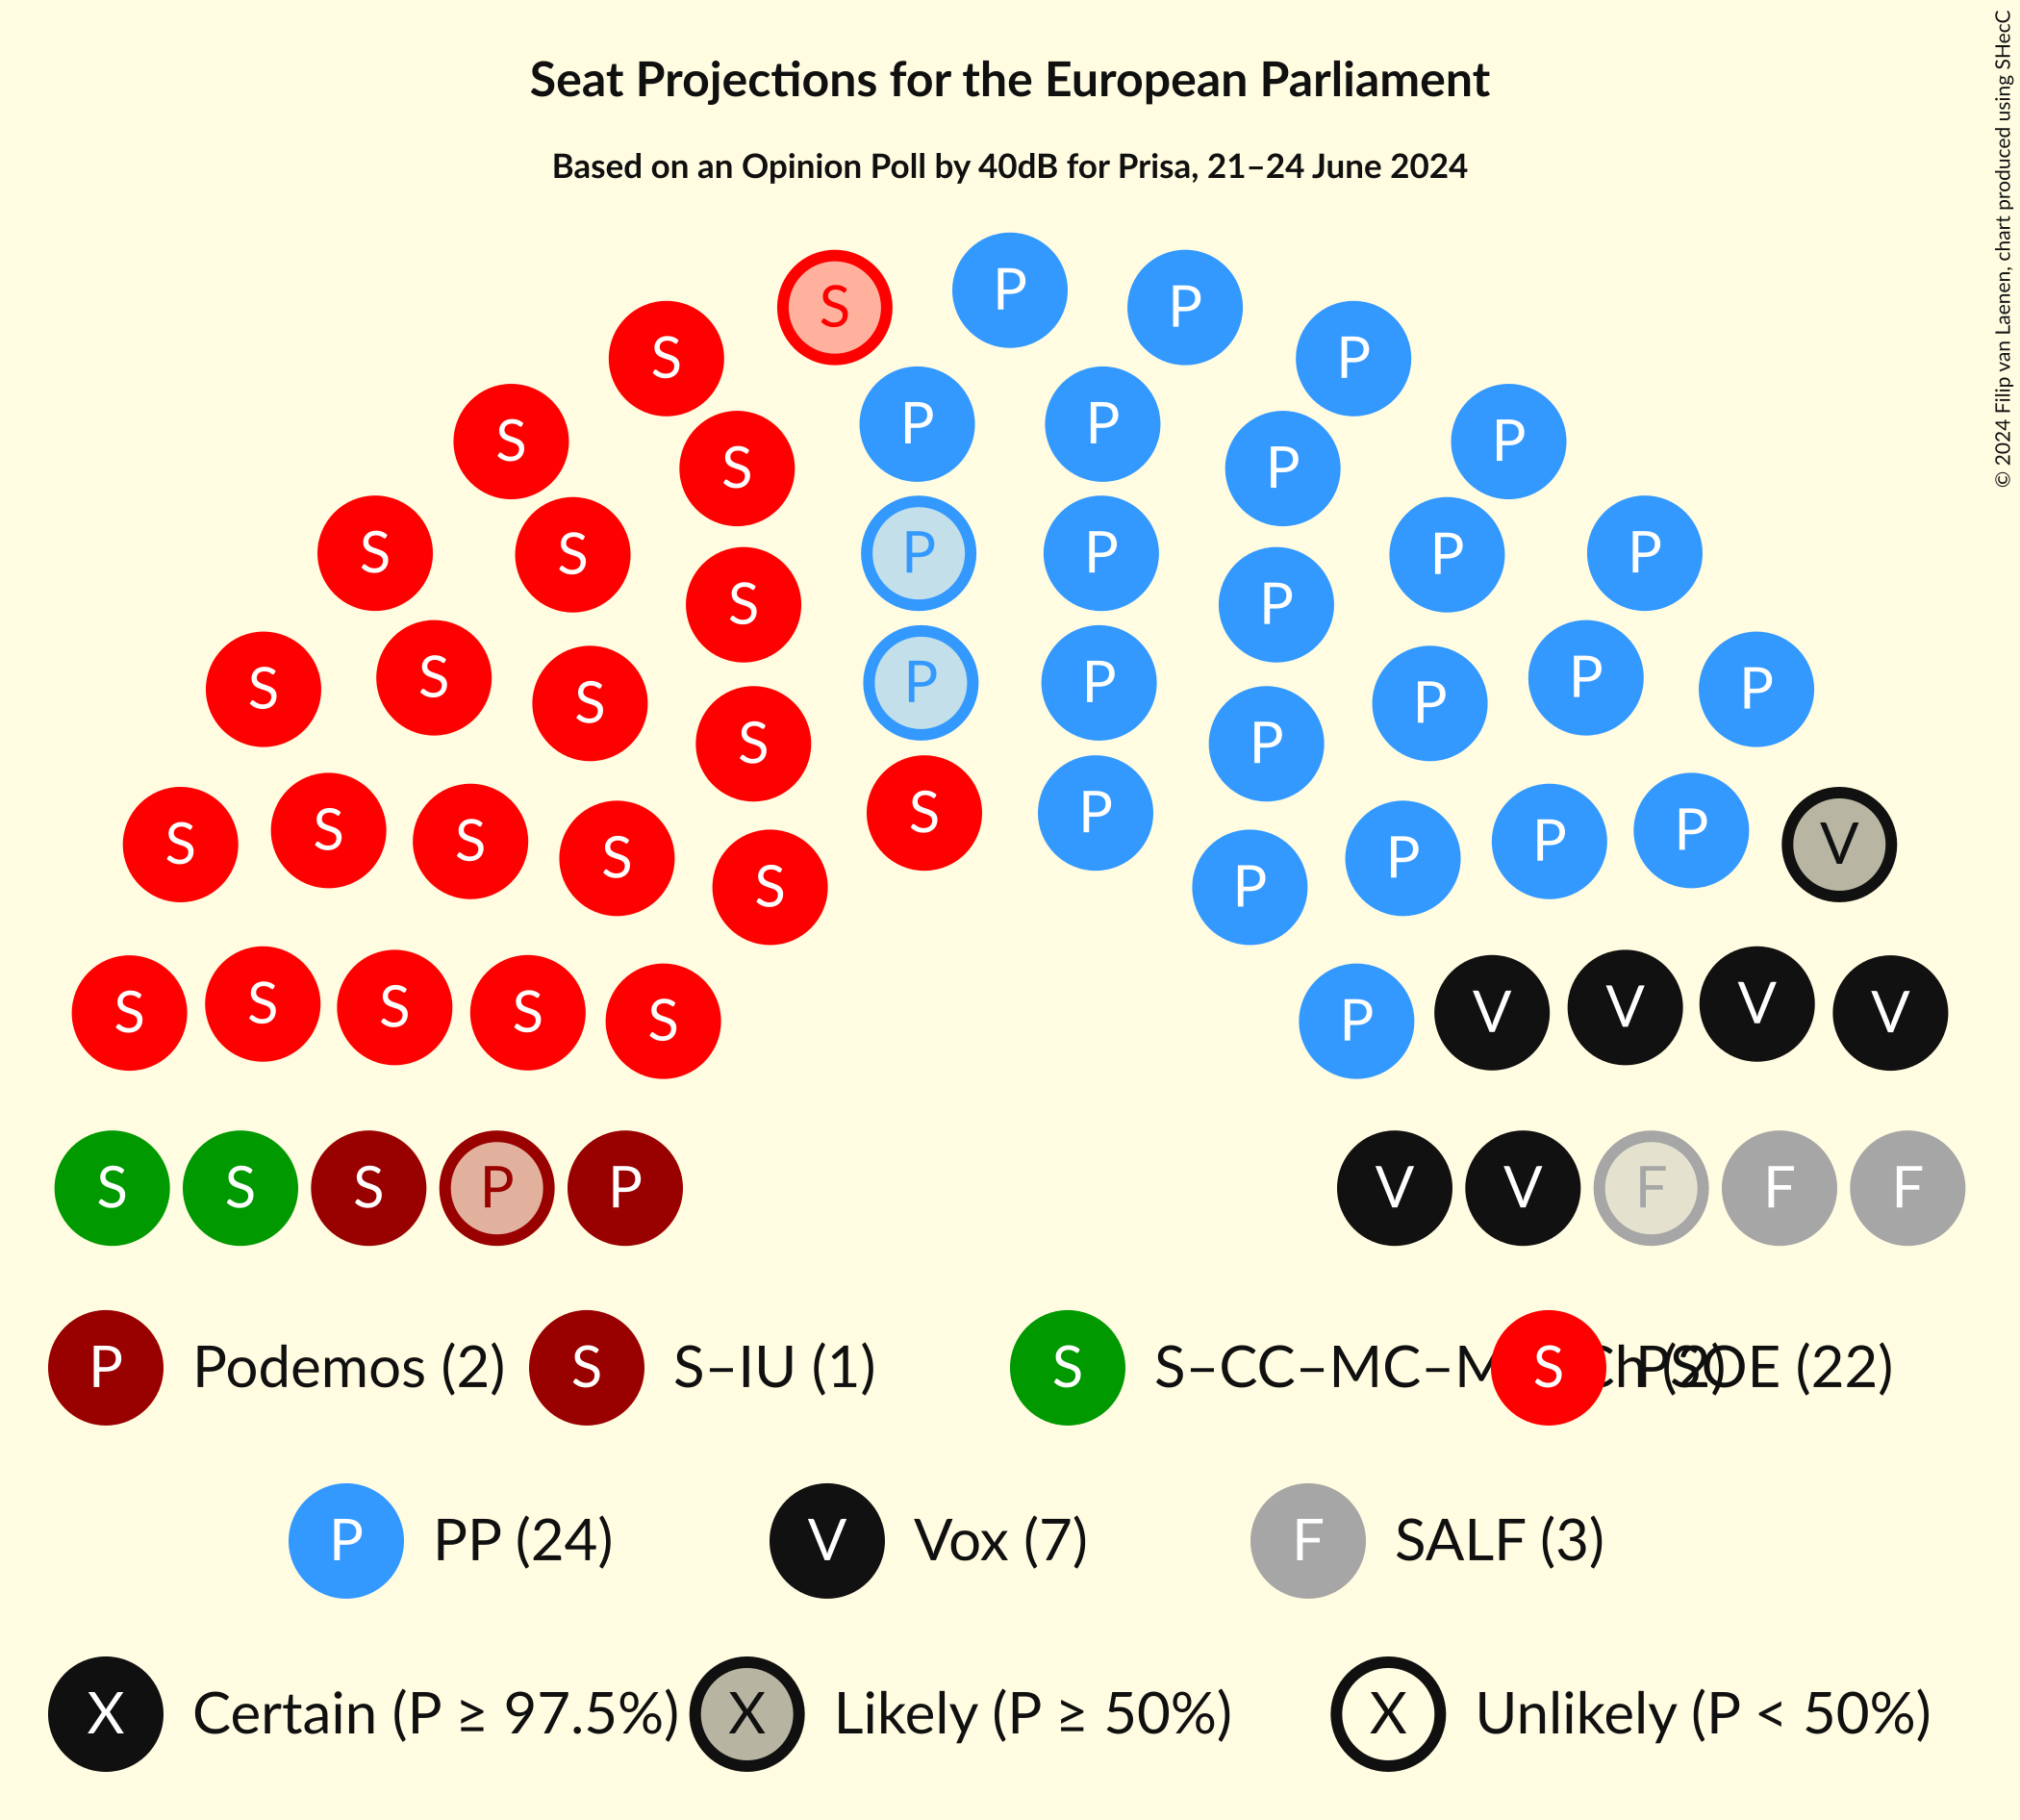 Seat Projections for the European Parliament
Based on an Opinion Poll by 40dB for Prisa, 21–24 June 2024
© 2024 Filip van Laenen, chart produced using SHecC
P
S P
S P
P P
S P
S P
S S P P P P
S P
S S S P P P P P
S P
S P
S S S S P P P V
S P
S S S S S P V V V V
S S S P P V V F F F
P Podemos (2) S S–IU (1) S S–CC–MC–M (2) S PSOE (22)
P PP (24) V Vox (7) F SALF (3)
X Certain (P ≥ 97.5%) X Likely (P ≥ 50%) X Unlikely (P < 50%)